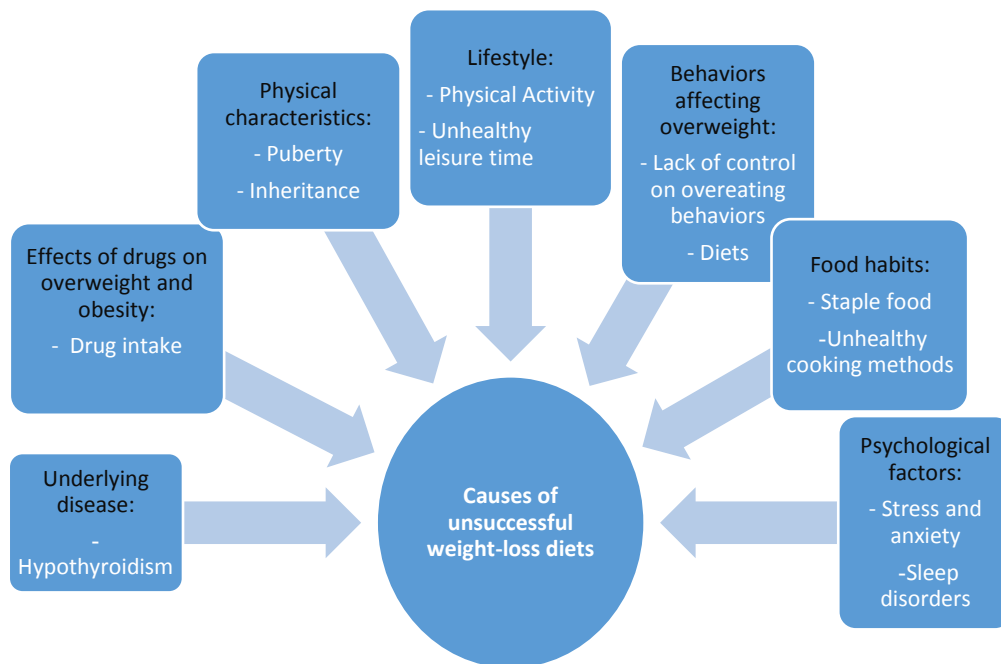 Underlying
disease:
-
Hypothyroidism
Effects of drugs on
overweight and
obesity:
- Drug intake
Physical
characteristics:
- Puberty
- Inheritance
Lifestyle:
- Physical Activity
- Unhealthy
leisure time
Behaviors
affecting
overweight:
- Lack of control
on overeating
behaviors
- Diets
Food habits:
- Staple food
-Unhealthy
cooking methods
Psychological
factors:
- Stress and
anxiety
-Sleep
disorders
Causes of
unsuccessful
weight-loss diets